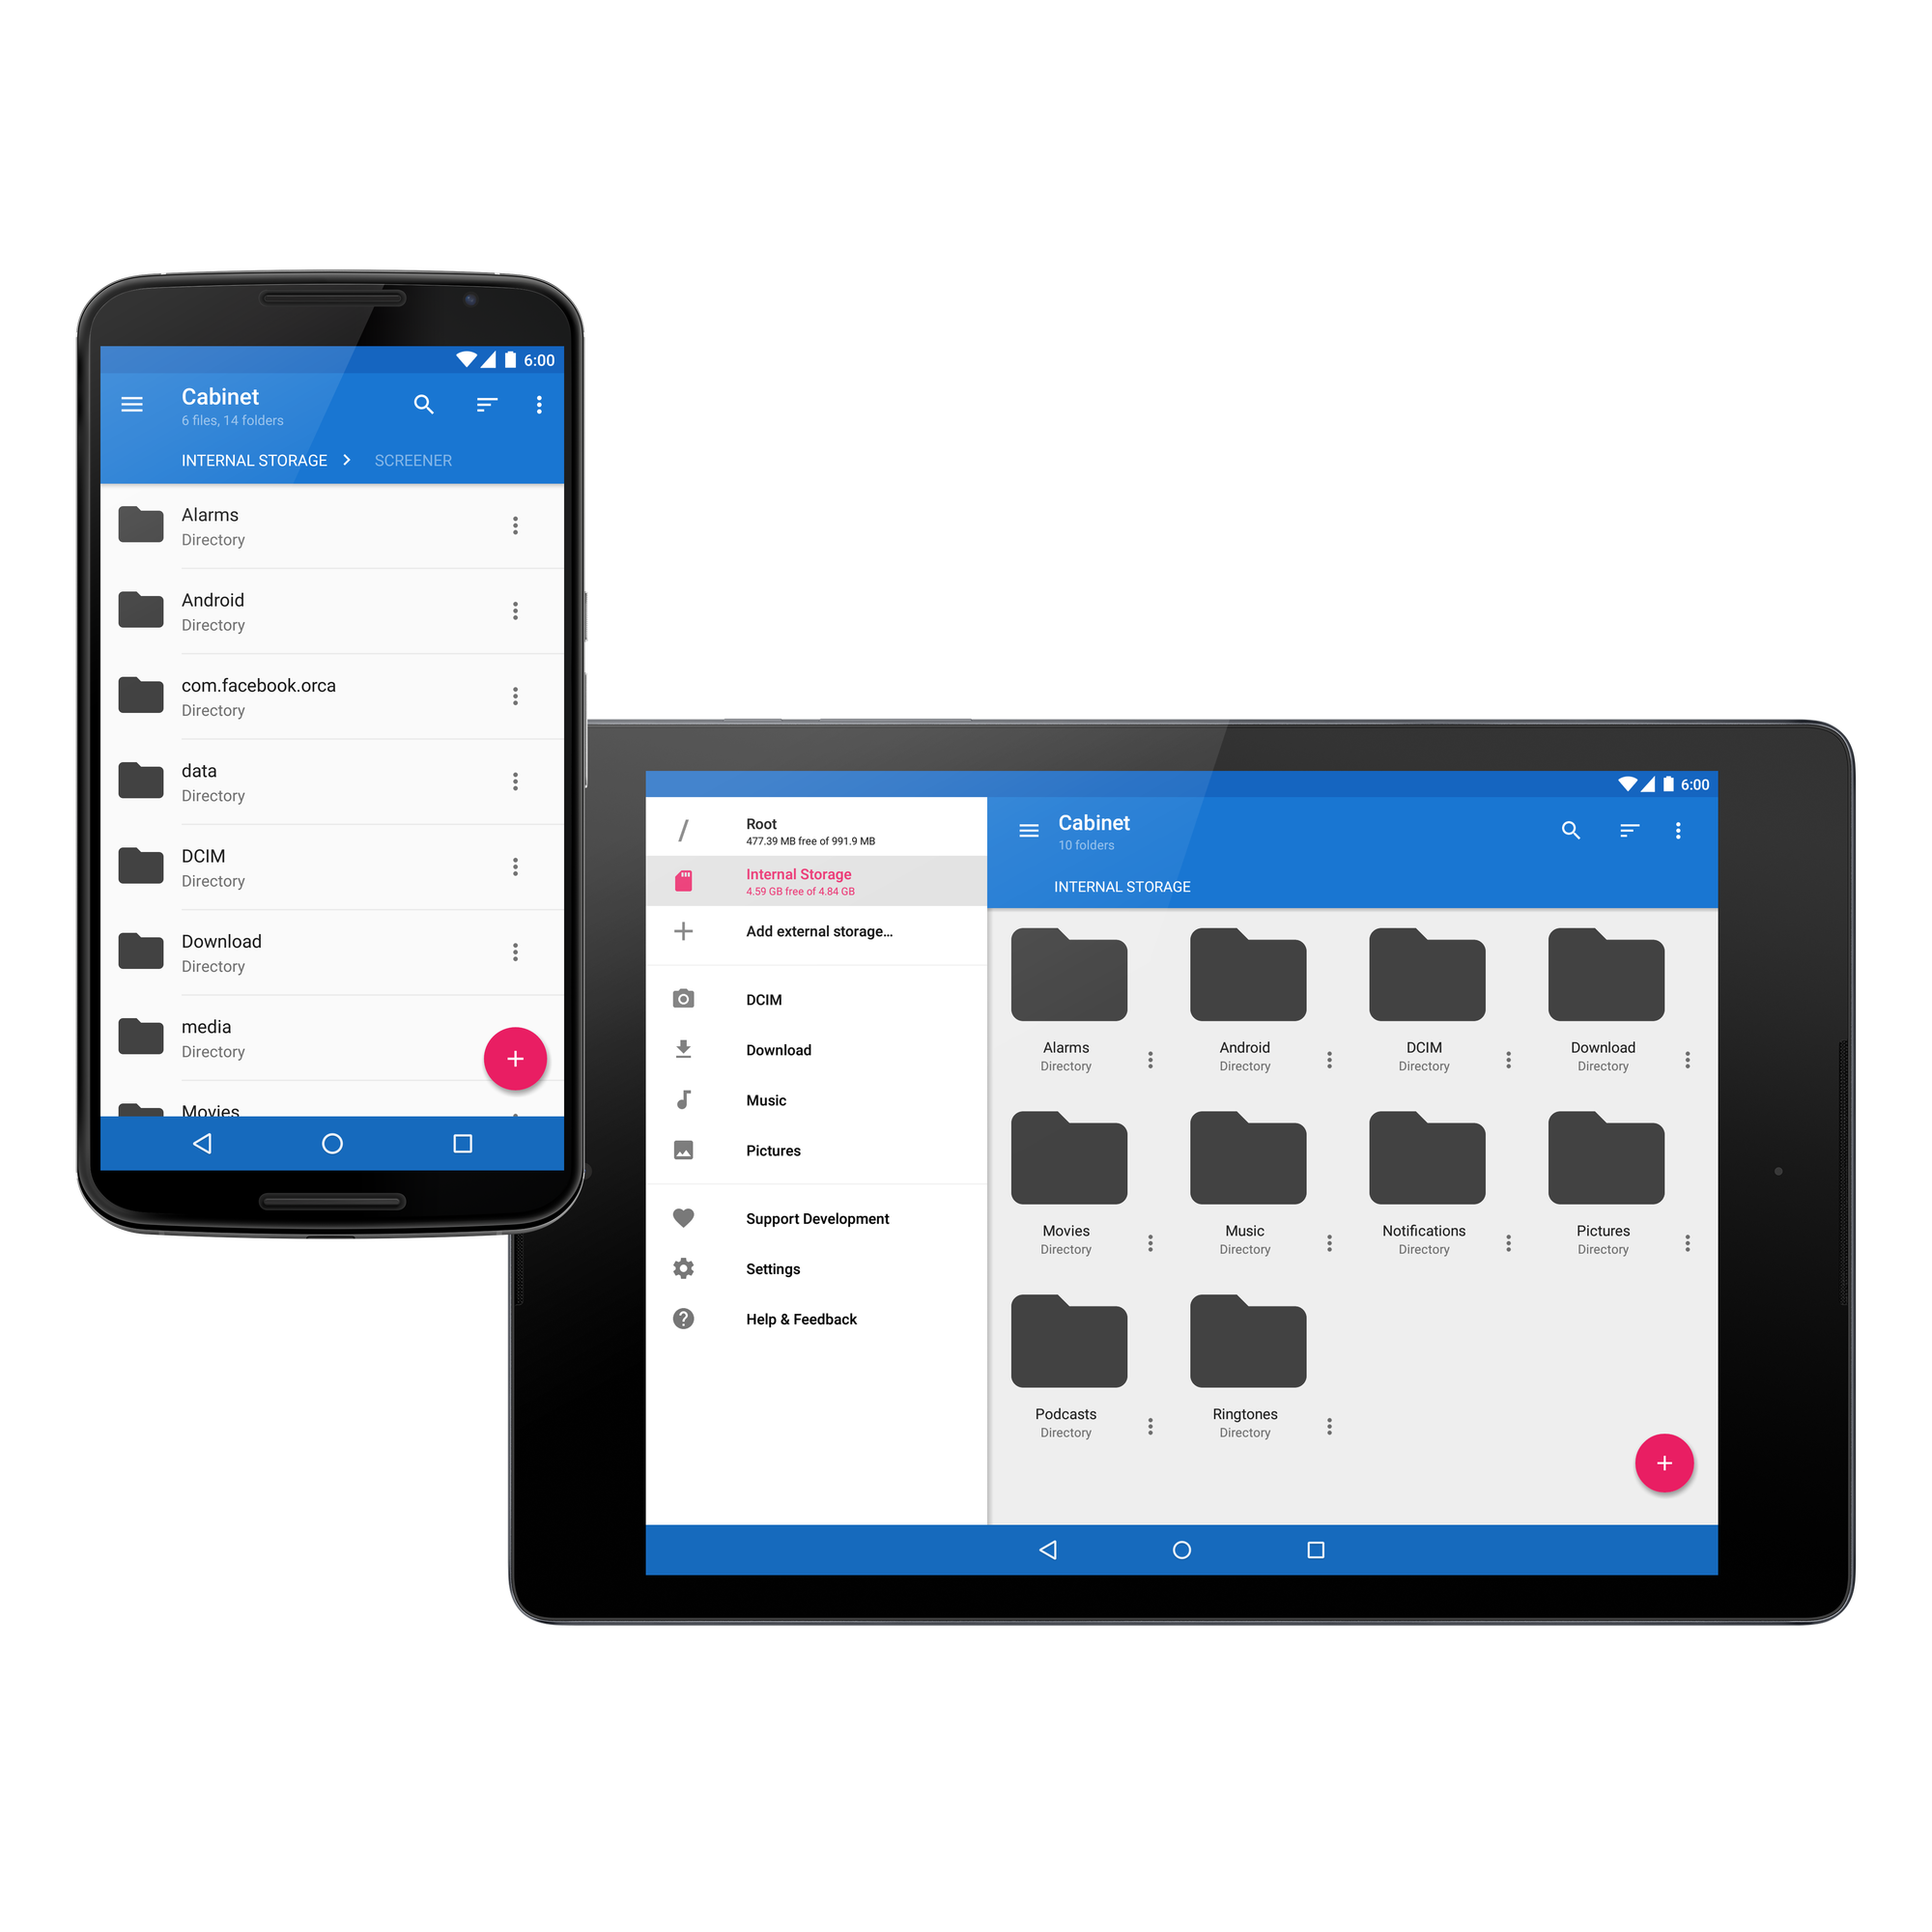 6:00
Cabinet
6 files, 14 folders
INTERNAL STORAGE > SCREENER
Alarms
Directory
Android
Directory
com.facebook.orca
Directory
data
Directory
DCIM
Directory
Download
Directory
media
Directory
Movies
6:00
Root
477.39 MB free of 991.9 MB
Internal Storage
4.59 GB free of 4.84 GB
Add external storage...
DCIM
Download
Music
Pictures
Support Development
Settings
Help & Feedback
Cabinet
10 folders
INTERNAL STORAGE
Alarms Android DCIM Download
Directory Directory Directory Directory
Movies Music Notifications Pictures
Directory Directory Directory Directory
Podcasts Ringtones
Directory Directory